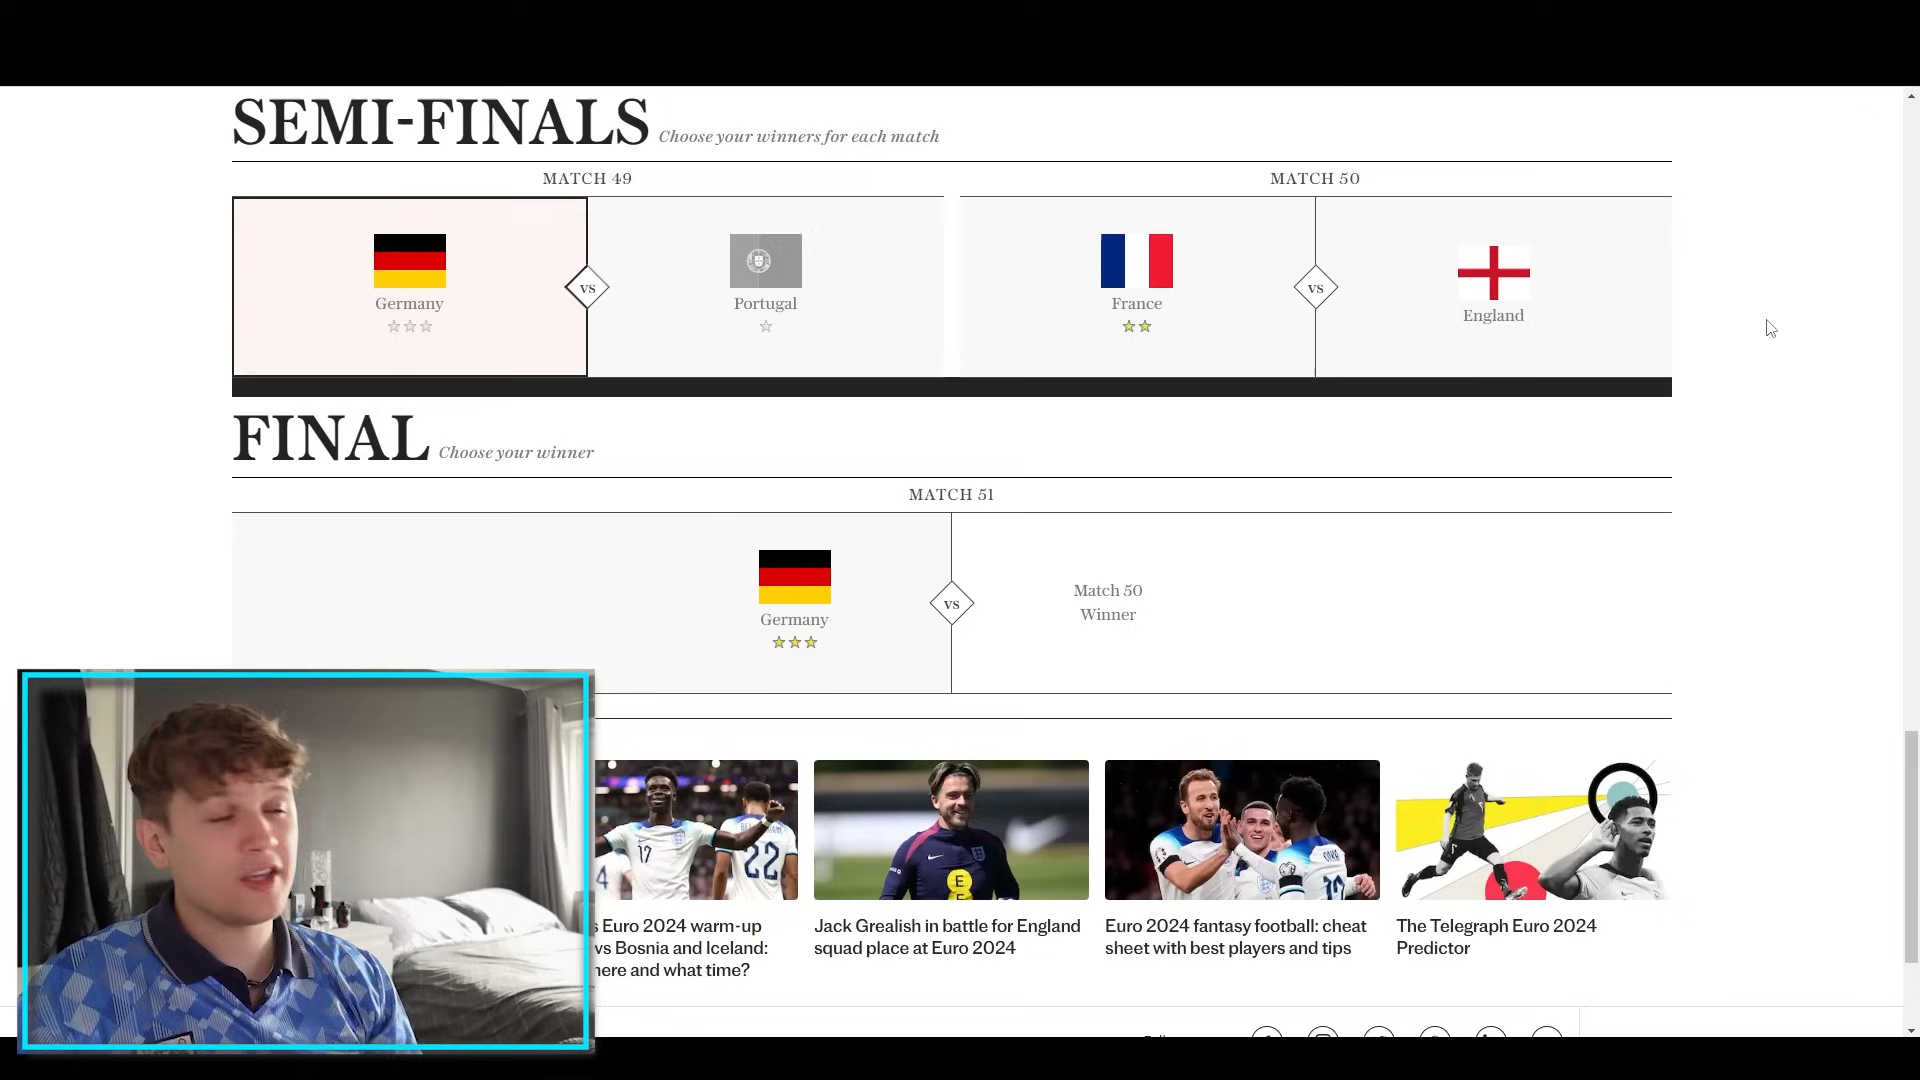 SEMI-FINALS Choose your winners for each match
MATCH 49
MATCH 50
Germany
VS
Portugal
France
VS
England
FINAL Choose your winner
MATCH 51
Germany
VS
Match 50
Winner
17
22
E
E
Euro 2024 warm-up
vs Bosnia and Iceland:
and what time?
Jack Grealish in battle for England
squad place at Euro 2024
Euro 2024 fantasy football: cheat
sheet with best players and tips
The Telegraph Euro 2024
Predictor